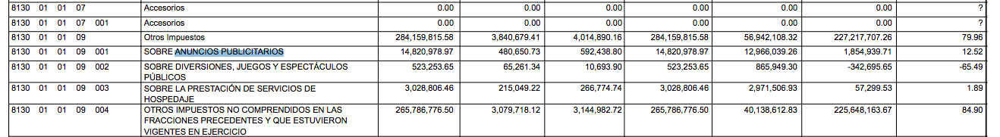 8130 01 01 07 Accesorios 0.00 0.00 0.00 0.00 0.00 0.00 ?
8130 01 01 07 001 Accesorios 0.00 0.00 0.00 0.00 0.00 0.00 ?
8130 01 01 09 Otros Impuestos 284,159,815.58 3,840,679.41 4,014,890.16 284,159,815.58 56,942,108.32 227,217,707.26 79.96
8130 01 01 09 001 SOBRE ANUNCIOS PUBLICITARIOS 14,820,978.97 480,650.73 592,438.80 14,820,978.97 12,966,039.26 1,854,939.71 12.52
8130 01 01 09 002 SOBRE DIVERSIONES, JUEGOS Y ESPECTÁCULOS 523,253.65 65,261.34 10,693.90 523,253.65 865,949.30 -342,695.65 -65.49
PÚBLICOS
8130 01 01 09 003 SOBRE LA PRESTACIÓN DE SERVICIOS DE 3,028,806.46 215,049.22 266,774.74 3,028,806.46 2,971,506.93 57,299.53 1.89
HOSPEDAJE
8130 01 01 09 004 OTROS IMPUESTOS NO COMPRENDIDOS EN LAS 265,786,776.50 3,079,718.12 3,144,982.72 265,786,776.50 40,138,612.83 225,648,163.67 84.90
FRACCIONES PRECEDENTES Y QUE ESTUVIERON
VIGENTES EN EJERCICIO